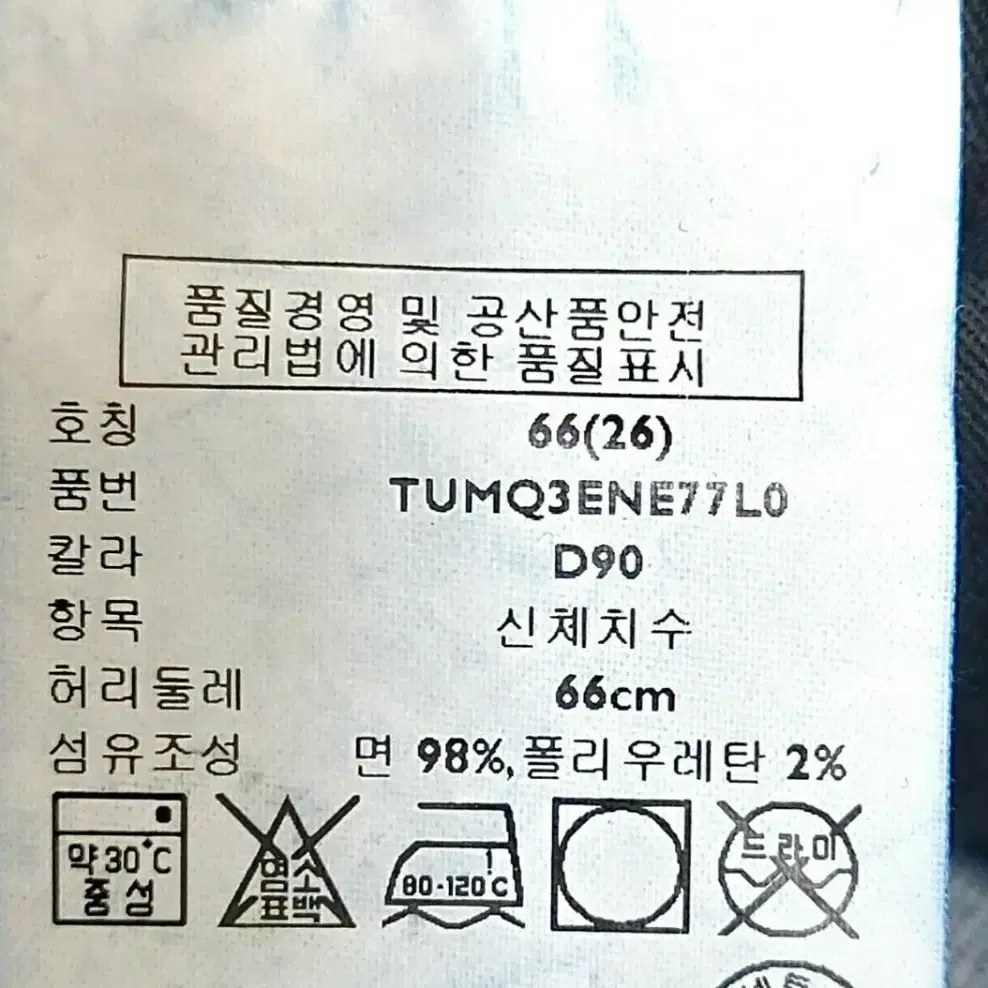 품질경영 및 공산품안전
관리법에 의한 품질표시
호칭 66(26)
품번 TUMQ3ENE77L0
칼라 D90
항목 신체치수
허리둘레 66cm
섬유조성 면 98%,폴리우레탄 2%
약30°C
중성
염소
표백
80-120°C
드라이